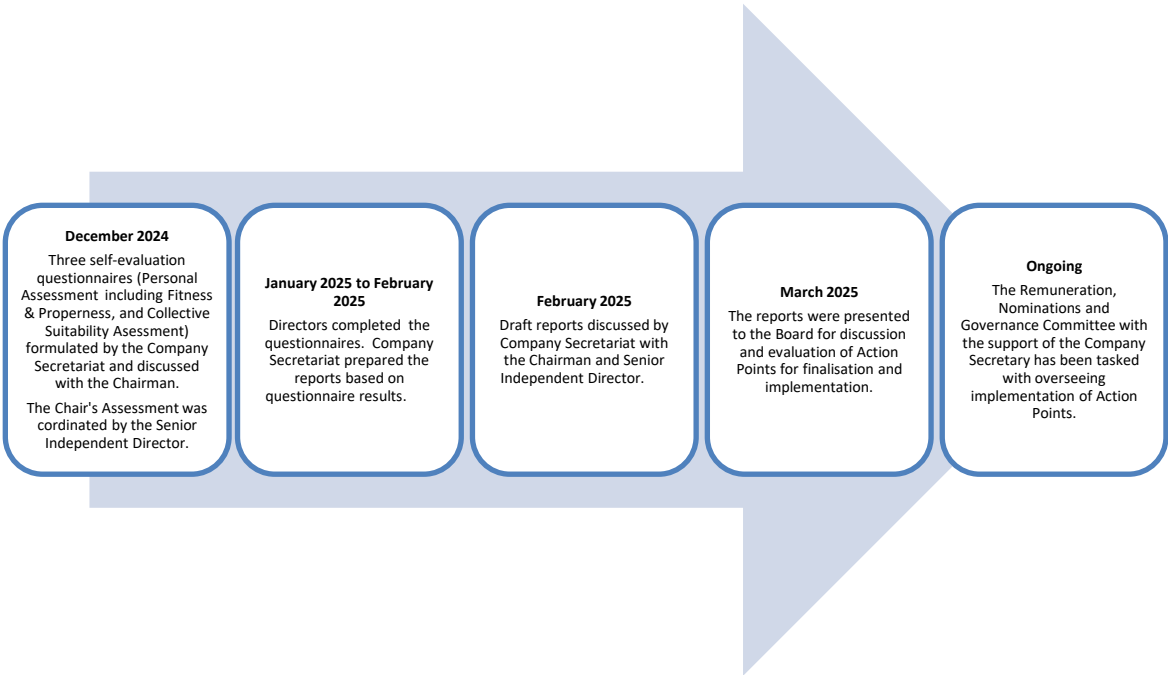 December 2024
Three self-evaluation
questionnaires (Personal
Assessment including Fitness
& Properness, and Collective
Suitability Asessment)
formulated by the Company
Secretariat and discussed
with the Chairman.
The Chair's Assessment was
cordinated by the Senior
Independent Director.
January 2025 to February
2025
Directors completed the
questionnaires. Company
Secretariat prepared the
reports based on
questionnaire results.
February 2025
Draft reports discussed by
Company Secretariat with
the Chairman and Senior
Independent Director.
March 2025
The reports were presented
to the Board for discussion
and evaluation of Action
Points for finalisation and
implementation.
Ongoing
The Remuneration,
Nominations and
Governance Committee with
the support of the Company
Secretary has been tasked
with overseeing
implementation of Action
Points.